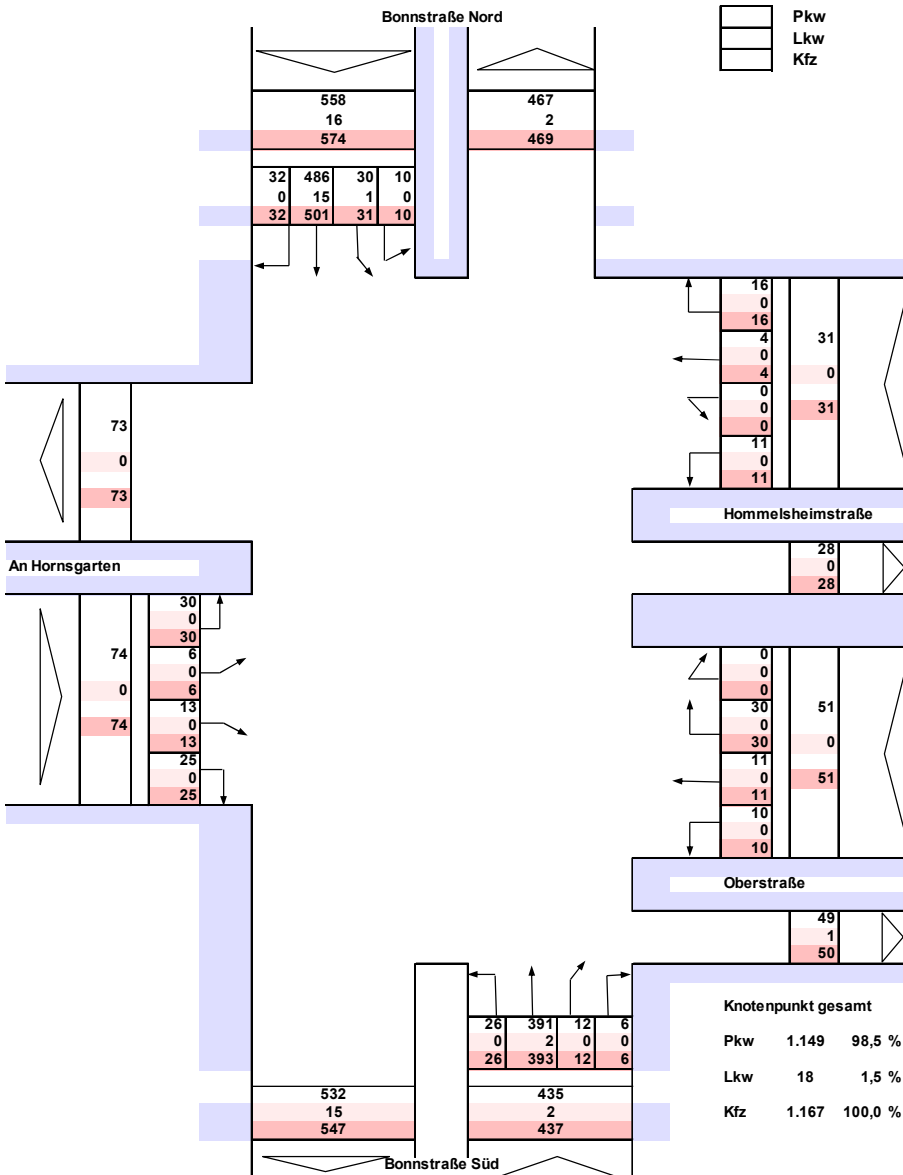 Bonnstraße Nord
Pkw
Lkw
Kfz
558 467
16 2
574 469
32 486 30 10
0 15 1 0
32 501 31 10
16
0
16
4 31
0 0
4
0 31
0
0
11
0
11
73
0
73
Hommelsheimstraße
An Hornsgarten
28
0
28
30
0
30
74 6
0 0
6
74 13
0
13
25
0
25
0
0
0
30 51
0 0
30
11 51
0
11
10
0
10
Oberstraße
49
1
50
Knotenpunkt gesamt
Pkw 1.149 98,5 %
Lkw 18 1,5 %
Kfz 1.167 100,0 %
26 391 12 6
0 2 0 0
26 393 12 6
532 435
15 2
547 437
Bonnstraße Süd